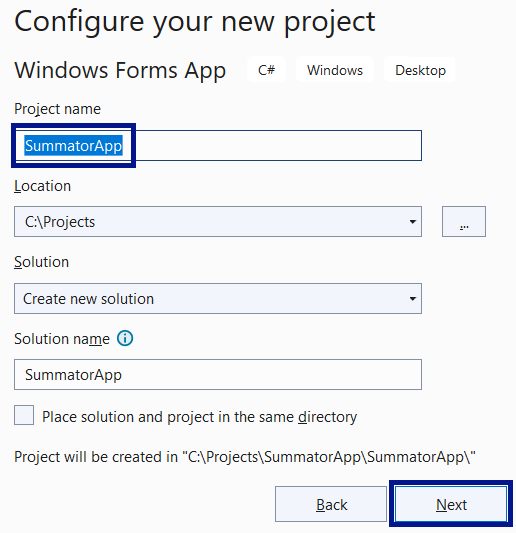 Configure your new project
Windows Forms App C# Windows Desktop
Project name
SummatorApp
Location
C:\Projects
...
Solution
Create new solution
Solution name
SummatorApp
Place solution and project in the same directory
Project will be created in "C:\Projects\SummatorApp\SummatorApp\"
Back Next